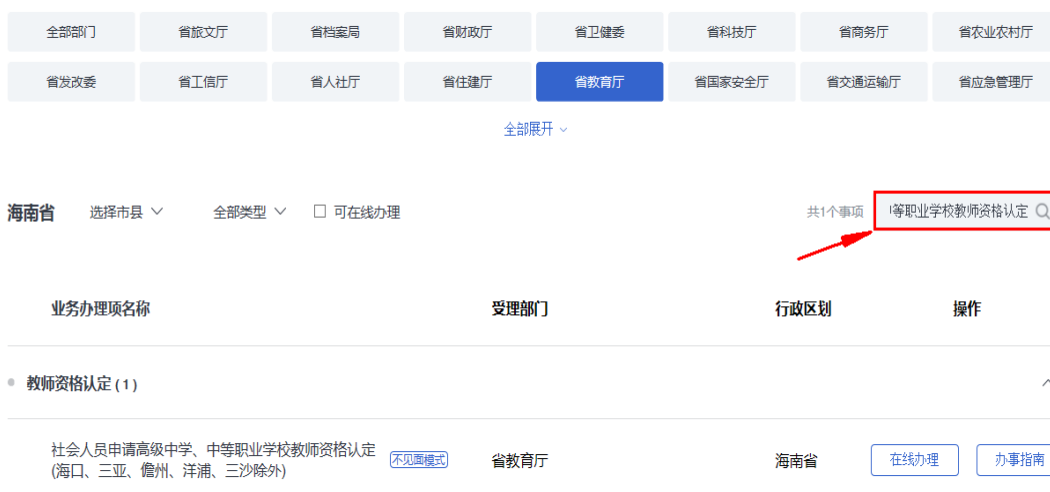 全部部门 省旅文厅 省档案局 省财政厅 省卫健委 省科技厅 省商务厅 省农业农村厅
省发改委 省工信厅 省人社厅 省住建厅 省教育厅 省国家安全厅 省交通运输厅 省应急管理厅
全部展开
海南省 选择市县 全部类型 可在线办理 共1个事项 等职业学校教师资格认定
业务办理项名称 受理部门 行政区划 操作
教师资格认定 (1)
社会人员申请高级中学、中等职业学校教师资格认定
(海口、三亚、儋州、洋浦、三沙除外) 不见面模式 省教育厅 海南省 在线办理 办事指南